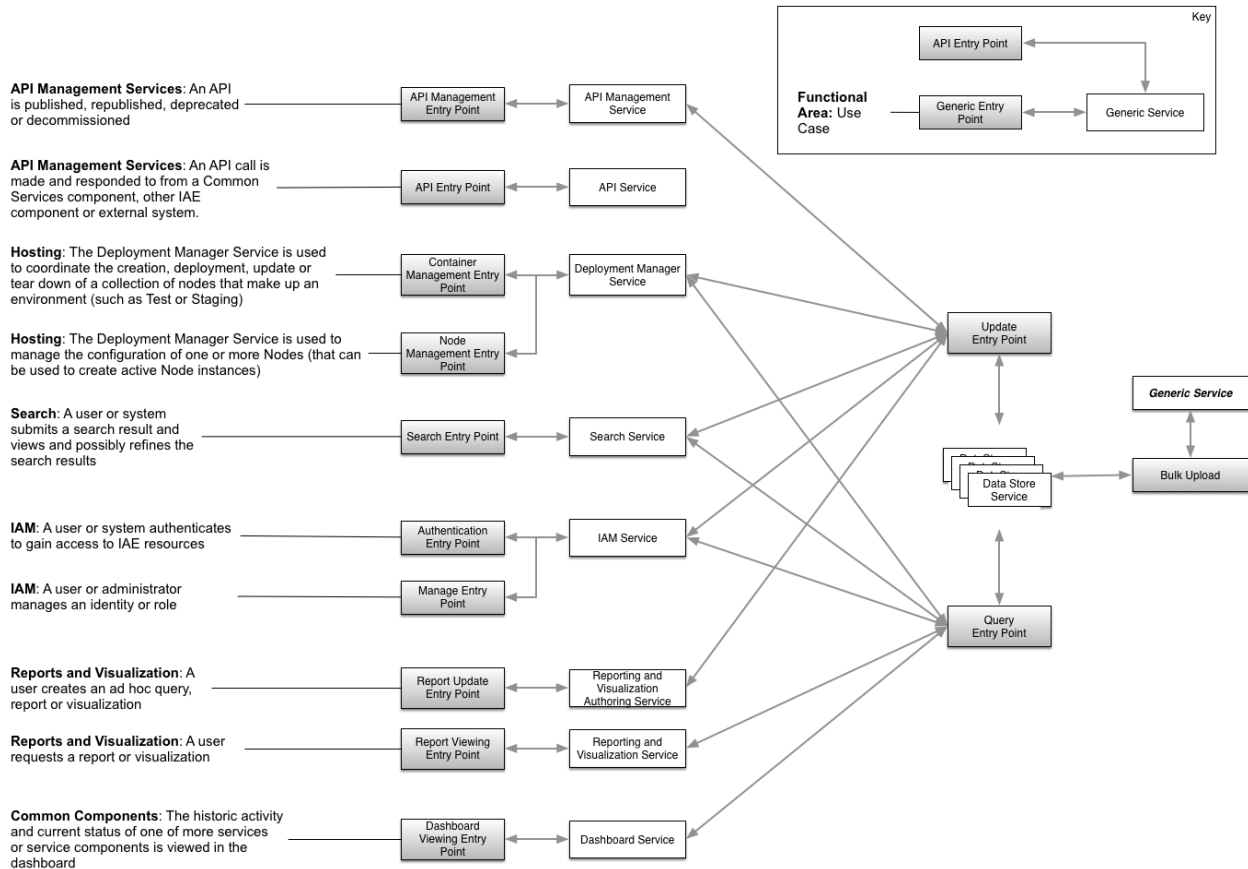 Key
API Entry Point
Functional
Area: Use
Case
Generic Entry
Point
Generic Service
API Management Services: An API
is published, republished, deprecated
or decommissioned
API Management
Entry Point
API Management
Service
API Management Services: An API call is
made and responded to from a Common
Services component, other IAE
component or external system.
API Entry Point
API Service
Hosting: The Deployment Manager Service is used
to coordinate the creation, deployment, update or
tear down of a collection of nodes that make up an
environment (such as Test or Staging)
Container
Management Entry
Point
Deployment Manager
Service
Hosting: The Deployment Manager Service is used to
manage the configuration of one or more Nodes (that can
be used to create active Node instances)
Node
Management Entry
Point
Update
Entry Point
Generic Service
Search: A user or system
submits a search result and
views and possibly refines the
search results
Search Entry Point
Search Service
Data Store
Service
Bulk Upload
IAM: A user or system authenticates
to gain access to IAE resources
Authentication
Entry Point
IAM Service
IAM: A user or administrator
manages an identity or role
Manage Entry
Point
Query
Entry Point
Reports and Visualization: A
user creates an ad hoc query,
report or visualization
Report Update
Entry Point
Reporting and
Visualization
Authoring Service
Reports and Visualization: A user
requests a report or visualization
Report Viewing
Entry Point
Reporting and
Visualization Service
Common Components: The historic activity
and current status of one of more services
or service components is viewed in the
dashboard
Dashboard
Viewing Entry
Point
Dashboard Service